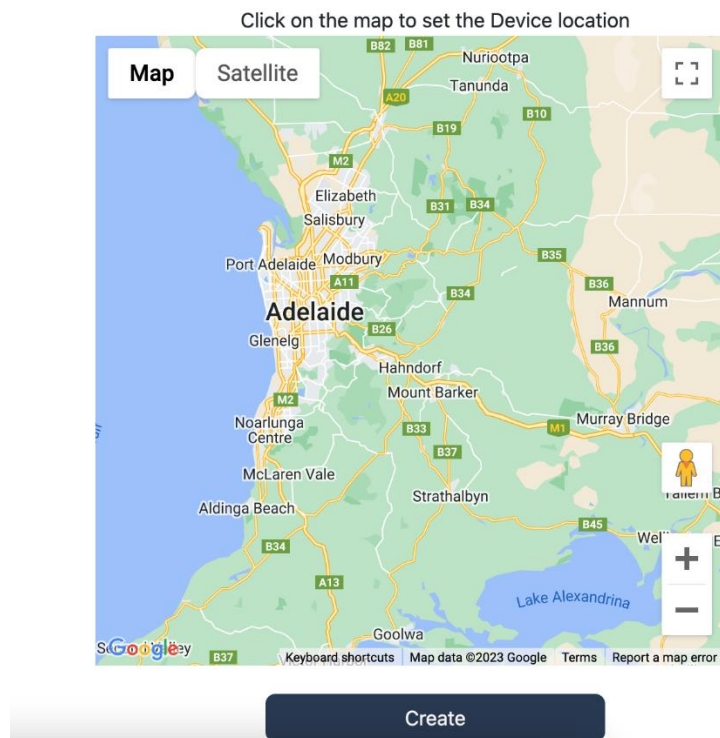 Click on the map to set the Device location
Map
Satellite
B82
B81
Nuriootpa
Tanunda
A20
B10
B19
M2
Elizabeth
B31
B34
Salisbury
Port Adelaide
Modbury
B35
A11
B36
B34
Mannum
Adelaide
B26
Glenelg
B36
Hahndorf
Mount Barker
M2
Murray Bridge
Noarlunga
Centre
B33
M1
B37
McLaren Vale
Strathalbyn
Aldinga Beach
B45
B34
A13
Lake Alexandrina
Goolwa
Google
B37
Keyboard shortcuts
Map data ©2023 Google
Terms
Report a map error
Create